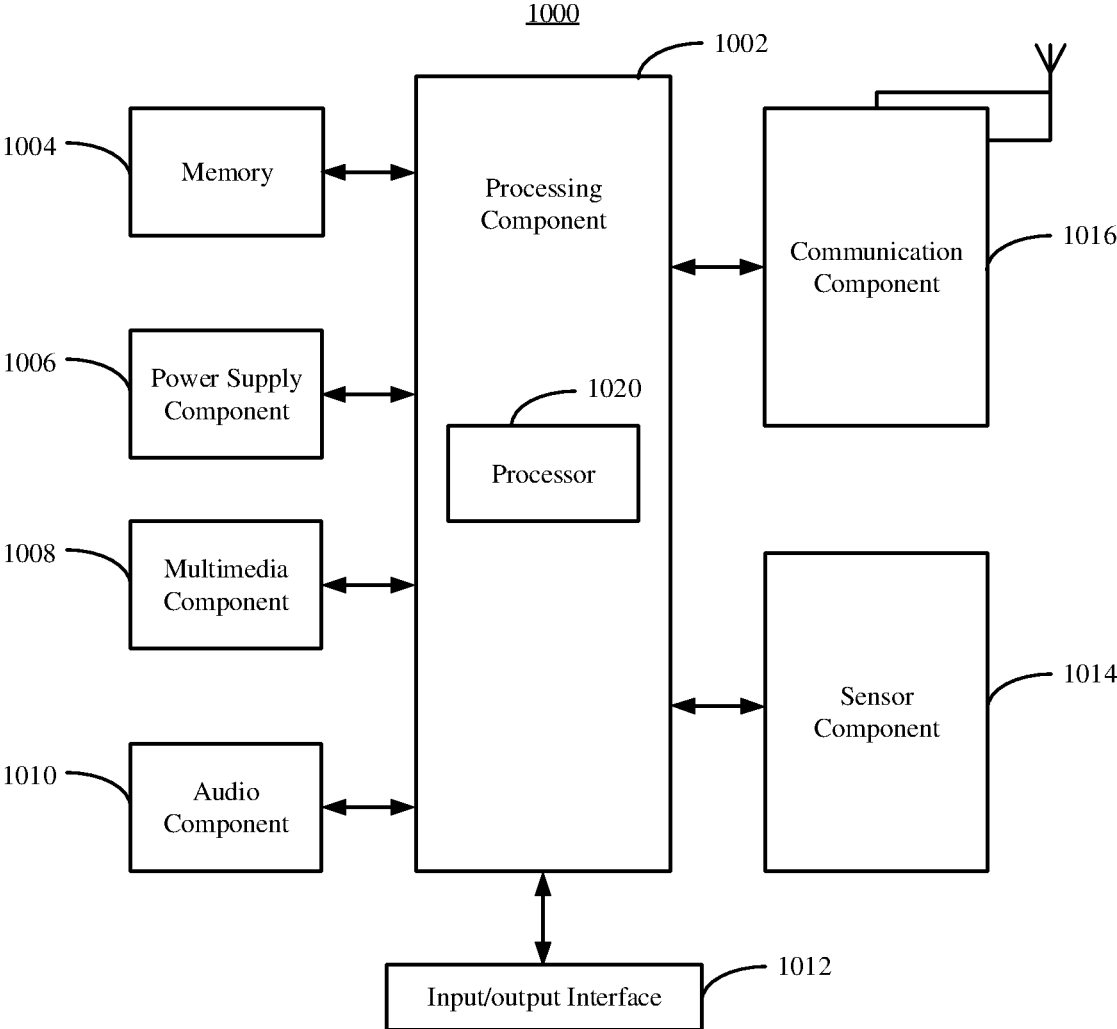 1000
1002
1004
Memory
Processing
Component
Communication
Component
1016
1006
Power Supply
Component
1020
Processor
1008
Multimedia
Component
1014
Sensor
Component
1010
Audio
Component
1012
Input/output Interface